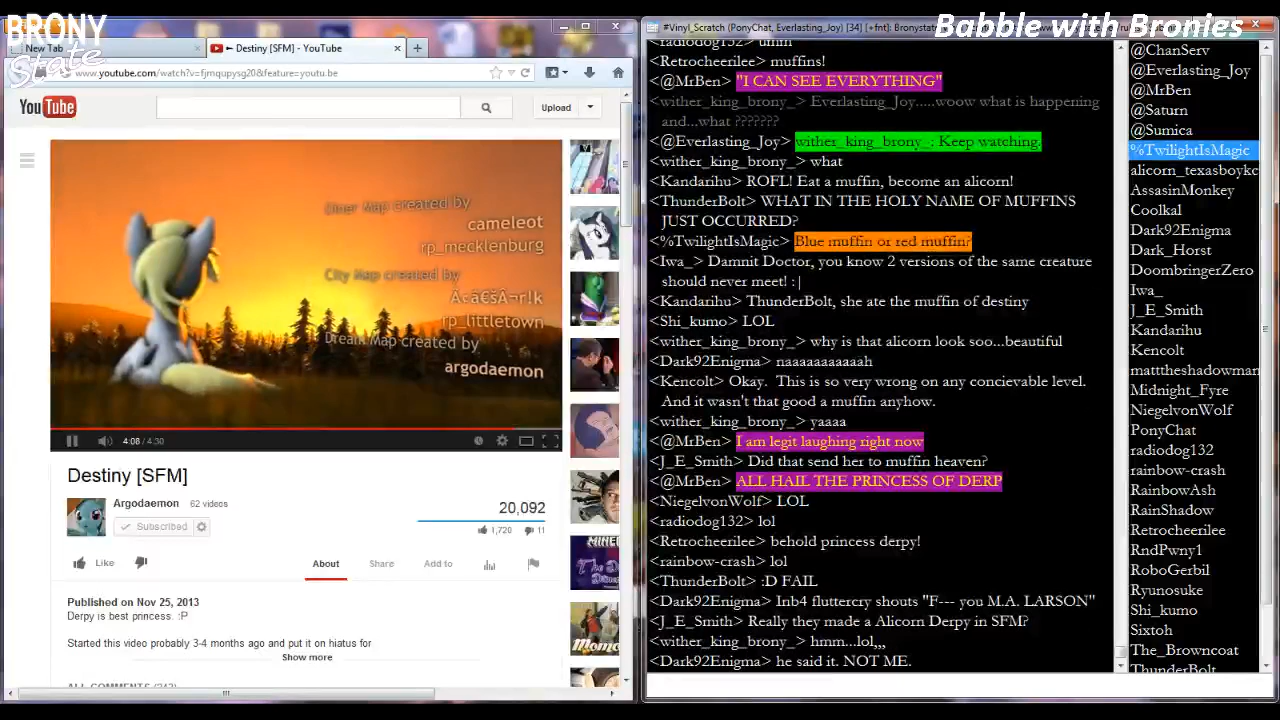 BRONY
State
Babble with Bronies
New Tab
Destiny [SFM] - YouTube
www.youtube.com/watch?v=fjmqupysg20&feature=youtu.be
YouTube
Upload
Diner Map created by
cameleot
rp_mecklenburg
City Map created by
rp_littletown
Dream Map created by
argodaemon
4:08 / 4:30
Destiny [SFM]
Argodaemon 62 videos
Subscribed
20,092
1,720 11
Like
About
Share
Add to
Published on Nov 25, 2013
Derpy is best princess. :P
Started this video probably 3-4 months ago and put it on hiatus for
Show more
#Vinyl_Scratch (PonyChat, Everlasting_Joy) [34] [+fnt]
<Retrocheerilee> muffins!
<@MrBen> "I CAN SEE EVERYTHING"
<wither_king_brony_> Everlasting_Joy.....woow what is happening
and...what ???????
<@Everlasting_Joy> wither_king_brony_: Keep watching.
<wither_king_brony_> what
<Kandarihu> ROFL! Eat a muffin, become an alicorn!
<ThunderBolt> WHAT IN THE HOLY NAME OF MUFFINS
JUST OCCURRED?
<%TwilightIsMagic> Blue muffin or red muffin?
<Iwa_> Damnit Doctor, you know 2 versions of the same creature
should never meet! :|
<Kandarihu> ThunderBolt, she ate the muffin of destiny
<Shi_kumo> LOL
<wither_king_brony_> why is that alicorn look soo...beautiful
<Dark92Enigma> naaaaaaaaaaah
<Kencolt> Okay.  This is so very wrong on any concievable level.
And it wasn't that good a muffin anyhow.
<wither_king_brony_> yaaaa
<@MrBen> I am legit laughing right now
<J_E_Smith> Did that send her to muffin heaven?
<@MrBen> ALL HAIL THE PRINCESS OF DERP
<NiegelvonWolf> LOL
<radiodog132> lol
<Retrocheerilee> behold princess derpy!
<rainbow-crash> lol
<ThunderBolt> :D FAIL
<Dark92Enigma> Inb4 fluttercry shouts "F--- you M.A. LARSON"
<J_E_Smith> Really they made a Alicorn Derpy in SFM?
<wither_king_brony_> hmm...lol,,,
<Dark92Enigma> he said it. NOT ME.
@ChanServ
@Everlasting_Joy
@MrBen
@Saturn
@Sumica
%TwilightIsMagic
alicorn_texasboykc
AssasinMonkey
Coolkal
Dark92Enigma
Dark_Horst
DoombringerZero
Iwa_
J_E_Smith
Kandarihu
Kencolt
matttheshadowman
Midnight_Fyre
NiegelvonWolf
PonyChat
radiodog132
rainbow-crash
RainbowAsh
RainShadow
Retrocheerilee
RndPwny1
RoboGerbil
Ryunosuke
Shi_kumo
Sixtoh
The_Browncoat
ThunderBolt